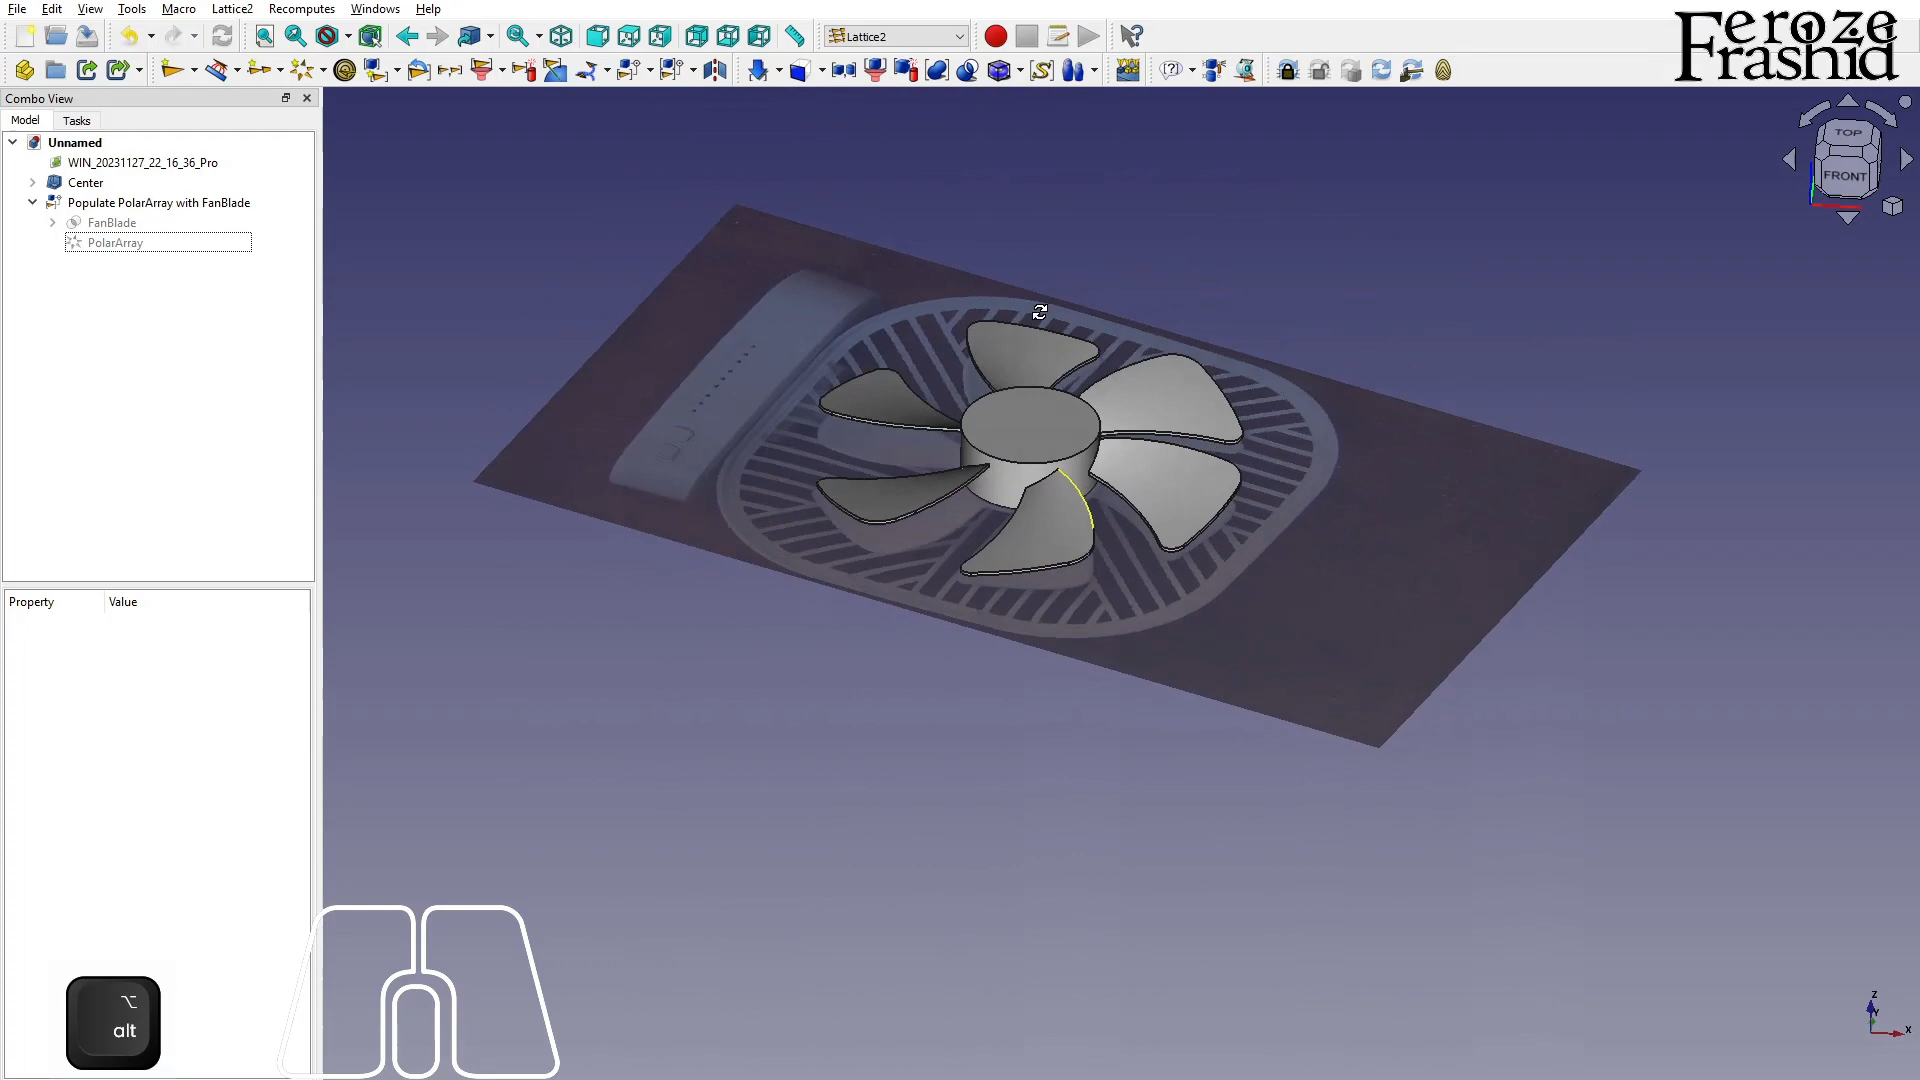 File Edit View Tools Macro Lattice2 Recomputes Windows Help
Feroze
Frashid
Lattice2
Combo View
Model Tasks
Unnamed
WIN_20231127_22_16_36_Pro
Center
Populate PolarArray with FanBlade
FanBlade
PolarArray
Property Value
TOP
FRONT
alt
Z
Y
X